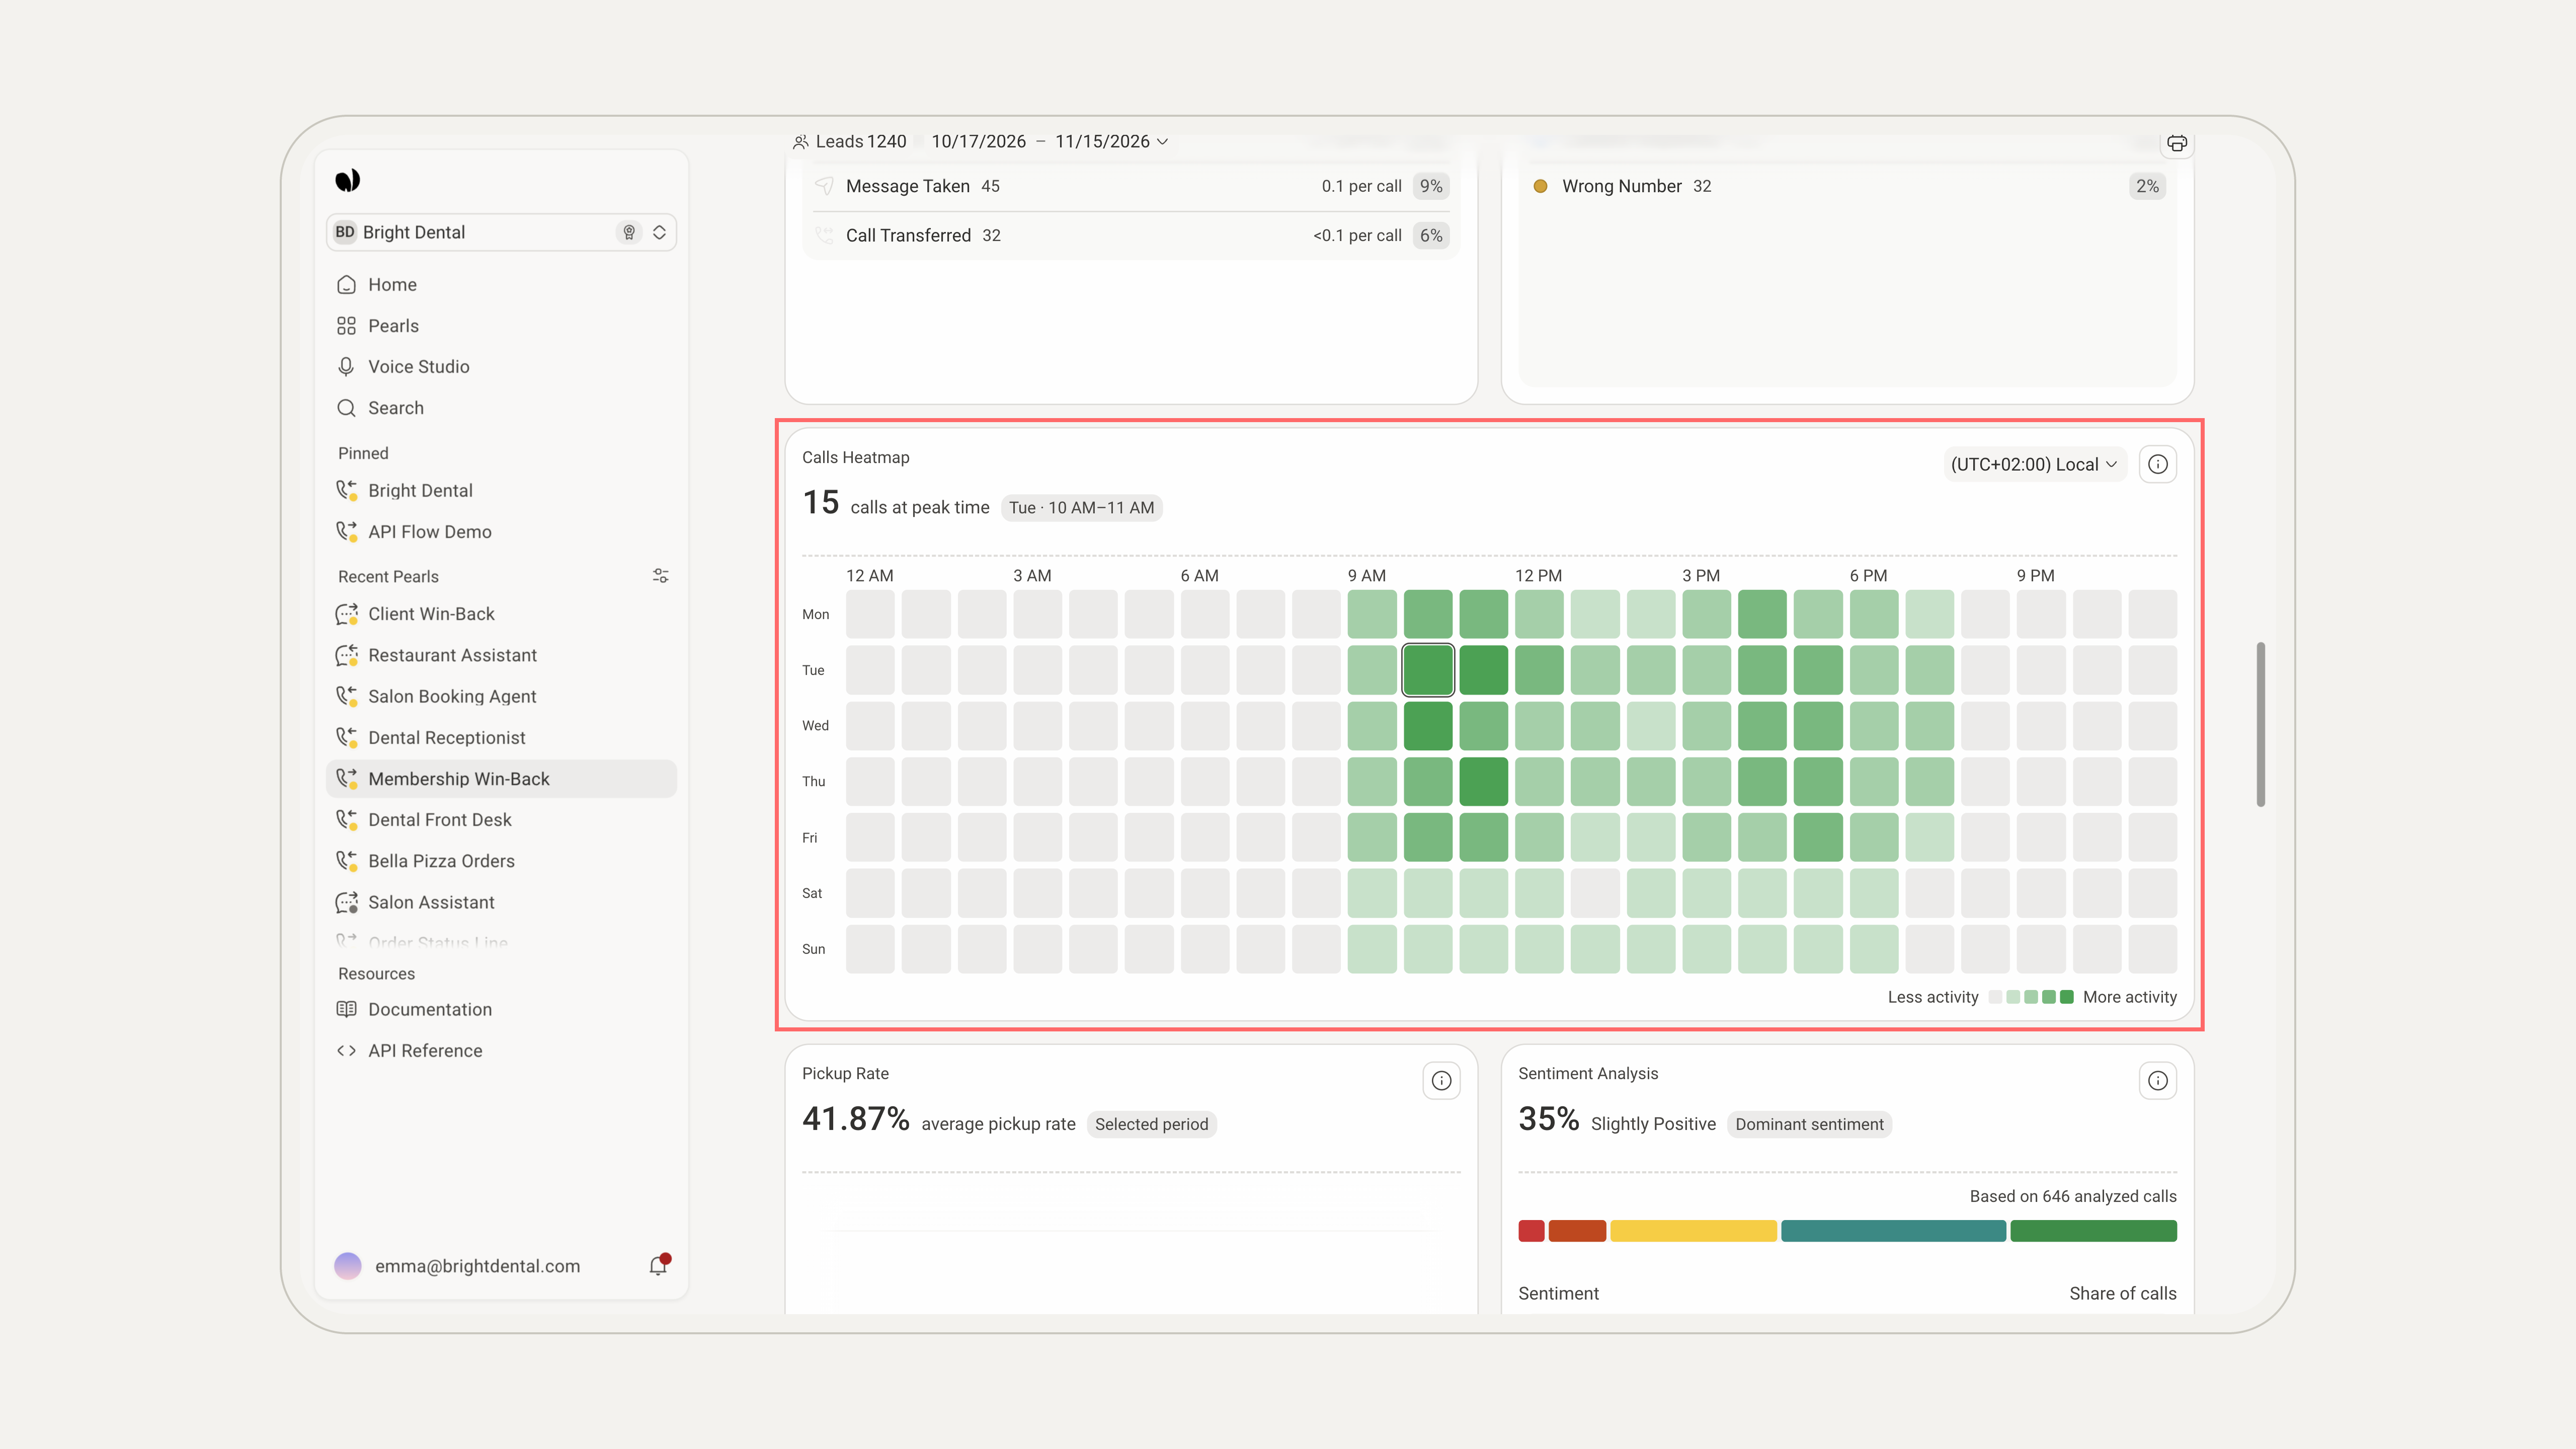 BD Bright Dental
Home
Pearls
Voice Studio
Search
Pinned
Bright Dental
API Flow Demo
Recent Pearls
Client Win-Back
Restaurant Assistant
Salon Booking Agent
Dental Receptionist
Membership Win-Back
Dental Front Desk
Bella Pizza Orders
Salon Assistant
Order Status Line
Resources
Documentation
API Reference
emma@brightdental.com
Leads 1240 10/17/2026 – 11/15/2026
Message Taken 45 0.1 per call 9%
Call Transferred 32 <0.1 per call 6%
Wrong Number 32 2%
Calls Heatmap
(UTC+02:00) Local
15 calls at peak time Tue · 10 AM–11 AM
12 AM 3 AM 6 AM 9 AM 12 PM 3 PM 6 PM 9 PM
Mon
Tue
Wed
Thu
Fri
Sat
Sun
Less activity More activity
Pickup Rate
41.87% average pickup rate Selected period
Sentiment Analysis
35% Slightly Positive Dominant sentiment
Based on 646 analyzed calls
Sentiment Share of calls